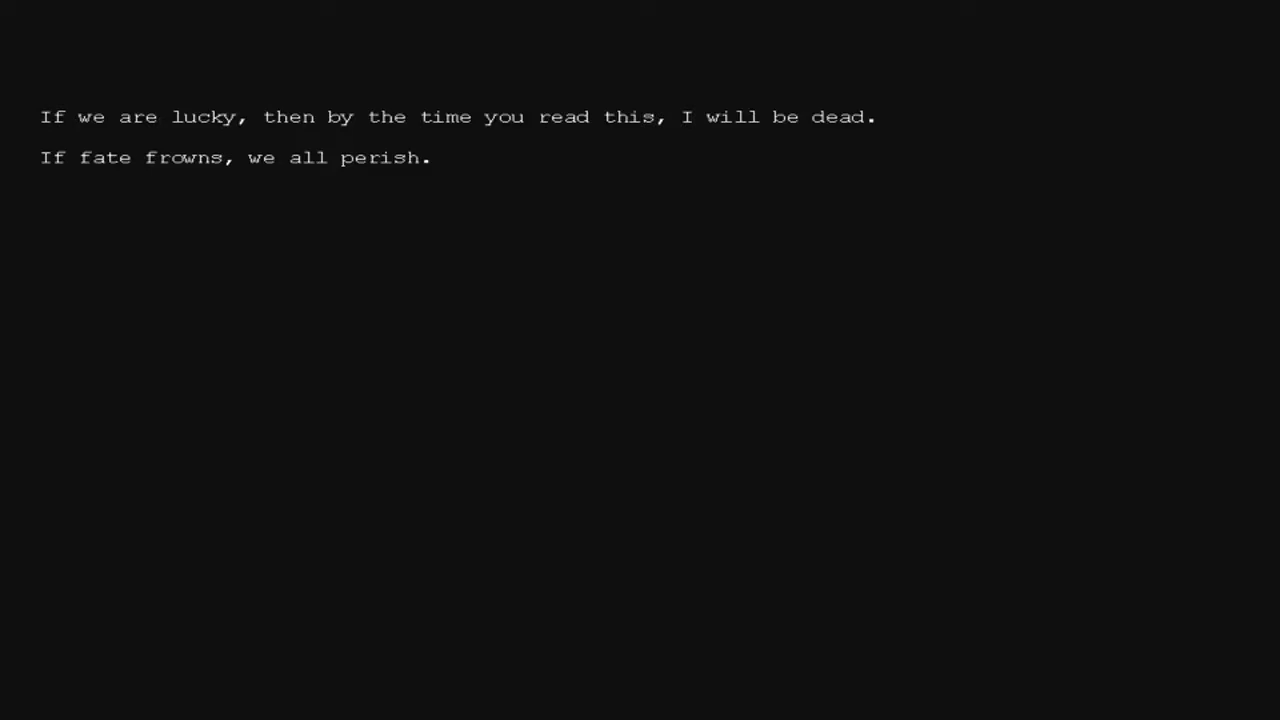 If we are lucky, then by the time you read this, I will be dead.
If fate frowns, we all perish.